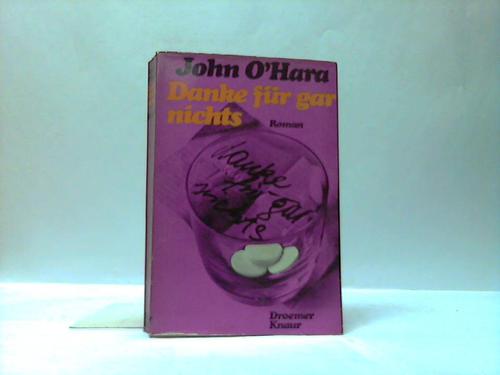 John O'Hara
Danke für gar
nichts
Roman
danke
für gar
nichts
Droemer
Knaur